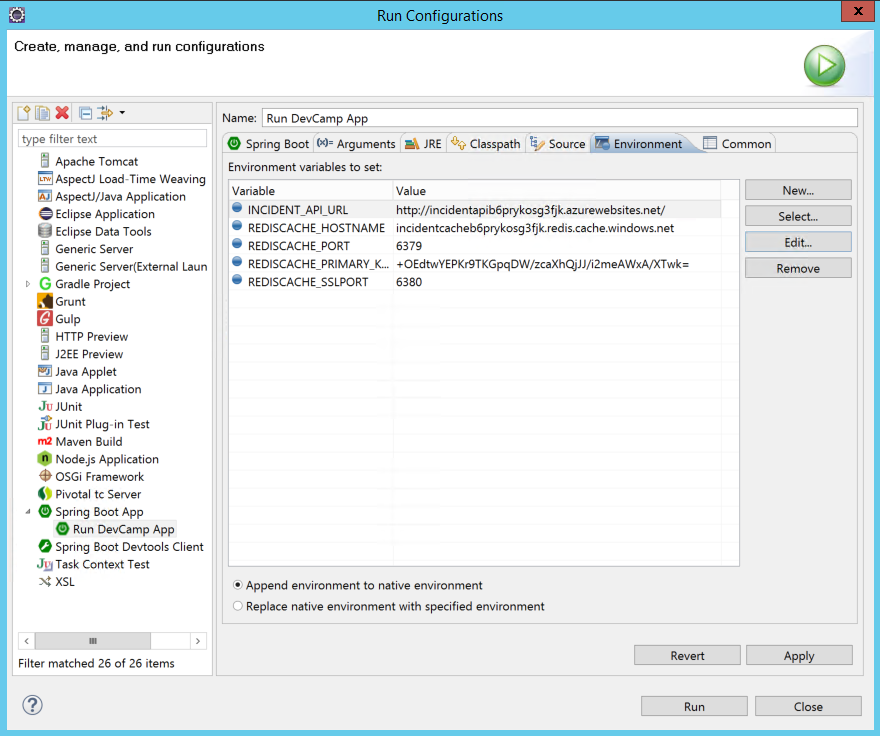 Run Configurations
x
Create, manage, and run configurations
type filter text
Apache Tomcat
AspectJ Load-Time Weaving
AspectJ/Java Application
Eclipse Application
Eclipse Data Tools
Generic Server
Generic Server(External Laun
Gradle Project
Grunt
Gulp
HTTP Preview
J2EE Preview
Java Applet
Java Application
JUnit
JUnit Plug-in Test
Maven Build
Node.js Application
OSGi Framework
Pivotal tc Server
Spring Boot App
Run DevCamp App
Spring Boot Devtools Client
Task Context Test
XSL
Filter matched 26 of 26 items
Name: Run DevCamp App
Spring Boot (x)= Arguments JRE Classpath Source Environment Common
Environment variables to set:
Variable Value
INCIDENT_API_URL http://incidentapib6prykosg3fjk.azurewebsites.net/
REDISCACHE_HOSTNAME incidentcacheb6prykosg3fjk.redis.cache.windows.net
REDISCACHE_PORT 6379
REDISCACHE_PRIMARY_K... +OEdtwYEPKr9TKGpqDW/zcaXhQjJJ/i2meAWxA/XTwk=
REDISCACHE_SSLPORT 6380
New...
Select...
Edit...
Remove
Append environment to native environment
Replace native environment with specified environment
Revert Apply
? Run Close